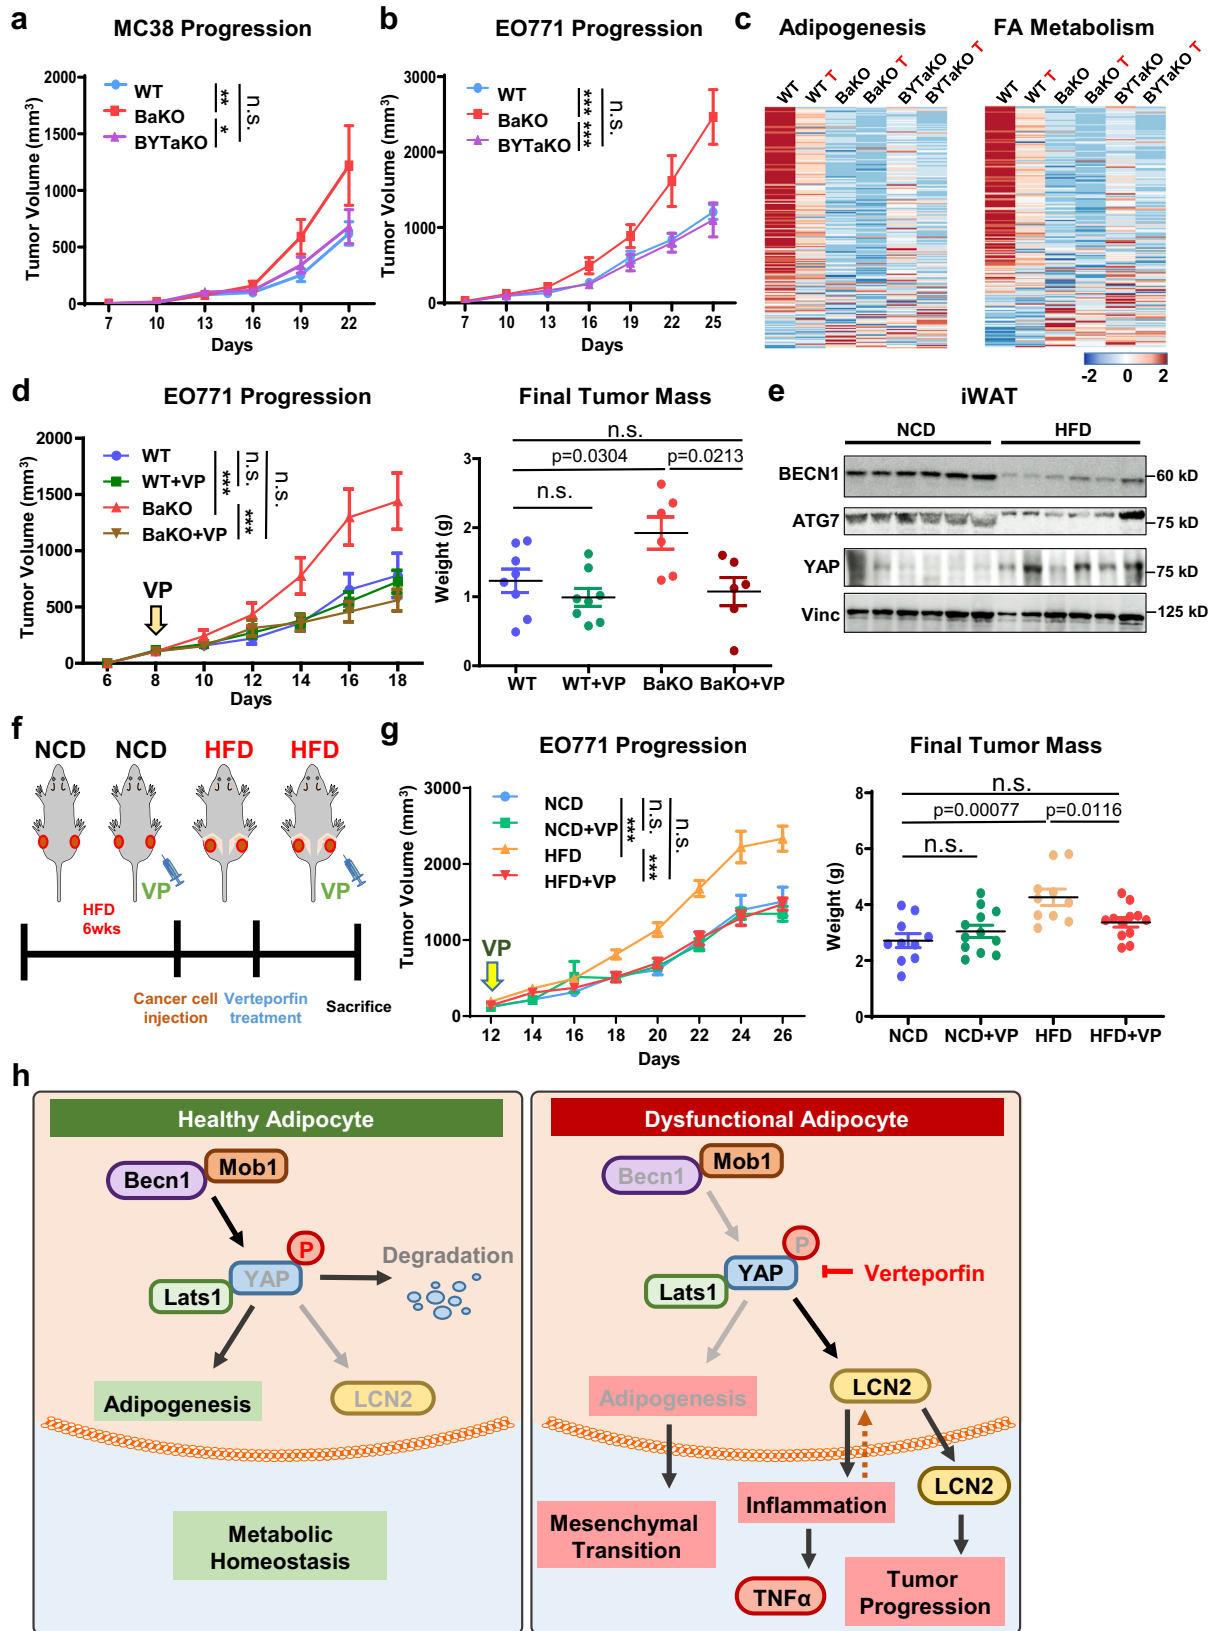 a
MC38 Progression
Tumor Volume (mm³)
2000
1500
1000
500
0
WT
BaKO
BYTaKO
**
*
n.s.
7 10 13 16 19 22
Days
b
EO771 Progression
Tumor Volume (mm³)
3000
2000
1000
0
WT
BaKO
BYTaKO
***
***
n.s
7 10 13 16 19 22 25
Days
c
Adipogenesis
FA Metabolism
WT
WT T
BaKO
BaKO T
BYTaKO
BYTaKO T
WT
WT T
BaKO
BaKO T
BYTaKO
BYTaKO T
-2 0 2
d
EO771 Progression
Tumor Volume (mm³)
2000
1500
1000
500
0
WT
WT+VP
BaKO
BaKO+VP
***
n.s.
***
n.s.
VP
6 8 10 12 14 16 18
Days
Final Tumor Mass
n.s.
p=0.0304
p=0.0213
n.s.
Weight (g)
3
2
1
0
WT WT+VP BaKO BaKO+VP
e
iWAT
NCD HFD
BECN1
60 kD
ATG7
75 kD
YAP
75 kD
Vinc
125 kD
f
NCD NCD HFD HFD
VP
VP
HFD
6wks
Cancer cell
injection
Verteporfin
treatment
Sacrifice
g
EO771 Progression
Tumor Volume (mm³)
3000
2000
1000
0
NCD
NCD+VP
HFD
HFD+VP
***
n.s.
***
n.s.
VP
12 14 16 18 20 22 24 26
Days
Final Tumor Mass
n.s.
p=0.00077
p=0.0116
n.s.
Weight (g)
8
6
4
2
0
NCD NCD+VP HFD HFD+VP
h
Healthy Adipocyte
Becn1
Mob1
P
YAP
Lats1
Degradation
Adipogenesis
LCN2
Metabolic
Homeostasis
Dysfunctional Adipocyte
Becn1
Mob1
P
YAP
Lats1
Verteporfin
Adipogenesis
LCN2
Mesenchymal
Transition
Inflammation
LCN2
TNFα
Tumor
Progression